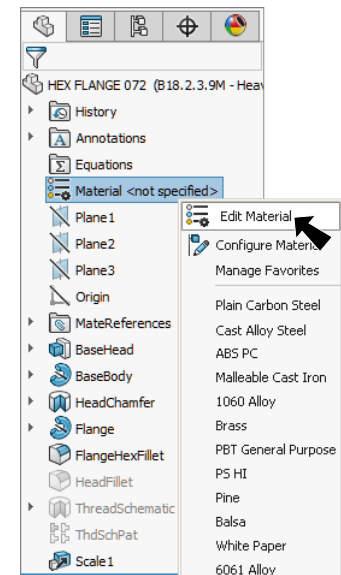 HEX FLANGE 072 (B18.2.3.9M - Heav
History
Annotations
Equations
Material <not specified>
Edit Material
Plane1
Configure Material
Plane2
Manage Favorites
Plane3
Origin
Plain Carbon Steel
MateReferences
Cast Alloy Steel
BaseHead
ABS PC
BaseBody
Malleable Cast Iron
HeadChamfer
1060 Alloy
Flange
Brass
FlangeHexFillet
PBT General Purpose
HeadFillet
PS HI
ThreadSchematic
Pine
ThdSchPat
Balsa
Scale1
White Paper
6061 Alloy